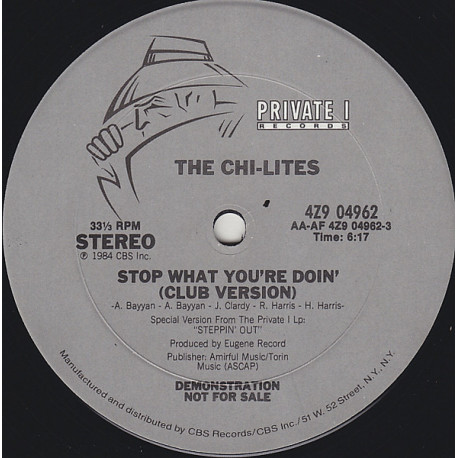 PRIVATE I
RECORDS
THE CHI-LITES
33⅓ RPM
STEREO
℗ 1984 CBS Inc.
4Z9 04962
AA-AF 4Z9 04962-3
Time: 6:17
STOP WHAT YOU'RE DOIN'
(CLUB VERSION)
-A. Bayyan - A. Bayyan - J. Clardy - R. Harris - H. Harris-
Special Version From The Private I Lp:
"STEPPIN' OUT"
Produced by Eugene Record
Publisher: Amirful Music/Torin
Music (ASCAP)
DEMONSTRATION
NOT FOR SALE
Manufactured and distributed by CBS Records/CBS Inc./51 W. 52 Street, N.Y., N.Y.